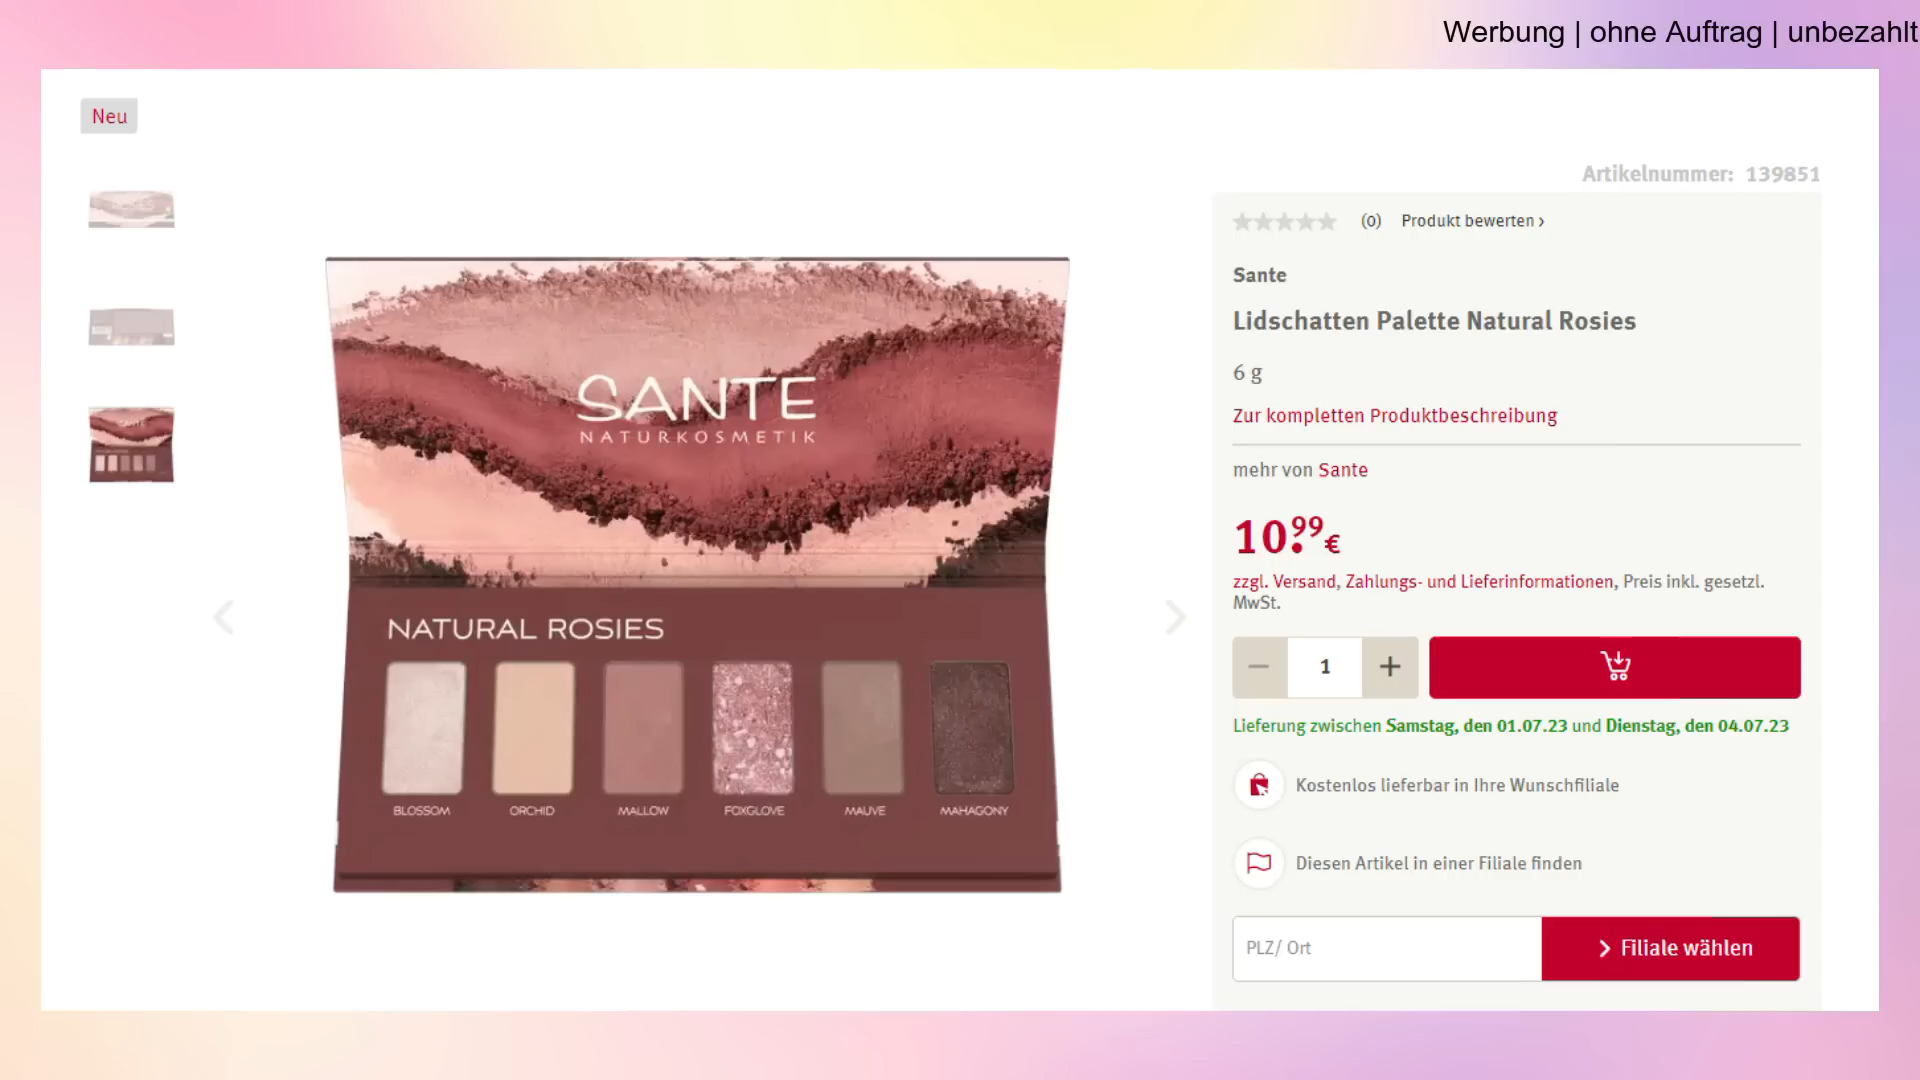 Werbung | ohne Auftrag | unbezahlt
Neu
Artikelnummer: 139851
(0) Produkt bewerten ›
Sante
Lidschatten Palette Natural Rosies
6 g
Zur kompletten Produktbeschreibung
mehr von Sante
10.99 €
zzgl. Versand, Zahlungs- und Lieferinformationen, Preis inkl. gesetzl.
MwSt.
1
Lieferung zwischen Samstag, den 01.07.23 und Dienstag, den 04.07.23
Kostenlos lieferbar in Ihre Wunschfiliale
Diesen Artikel in einer Filiale finden
PLZ/ Ort
Filiale wählen
SANTE
NATURKOSMETIK
NATURAL ROSIES
BLOSSOM ORCHID MALLOW FOXGLOVE MAUVE MAHAGONY